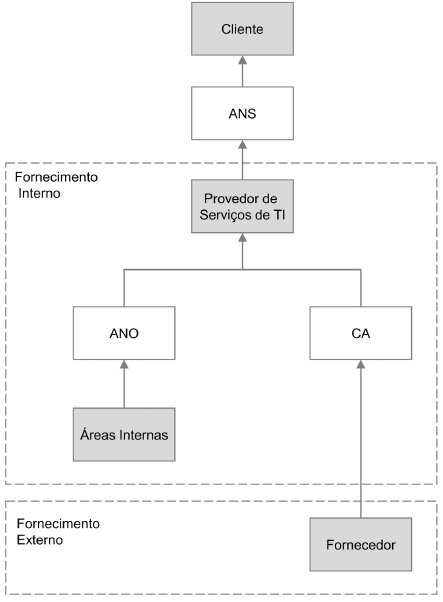 Cliente
ANS
Fornecimento
Interno
Provedor de
Serviços de TI
ANO
CA
Áreas Internas
Fornecimento
Externo
Fornecedor